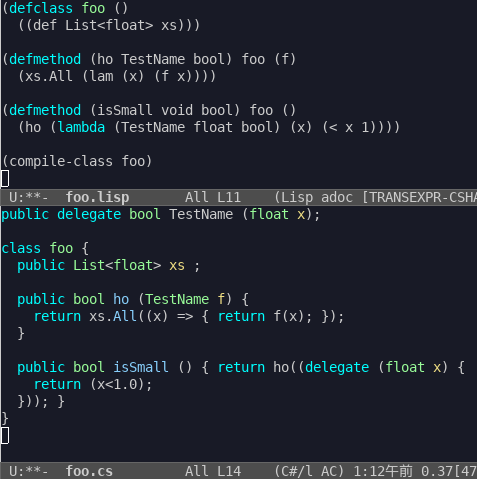 (defclass foo ()
  ((def List<float> xs)))

(defmethod (ho TestName bool) foo (f)
  (xs.All (lam (x) (f x))))

(defmethod (isSmall void bool) foo ()
  (ho (lambda (TestName float bool) (x) (< x 1))))

(compile-class foo)

U:**-  foo.lisp       All L11    (Lisp adoc [TRANSEXPR-CSHA
public delegate bool TestName (float x);

class foo {
  public List<float> xs ;

  public bool ho (TestName f) {
    return xs.All((x) => { return f(x); });
  }

  public bool isSmall () { return ho((delegate (float x) {
    return (x<1.0);
  })); }
}

U:**-  foo.cs         All L14    (C#/l AC) 1:12午前 0.37[47